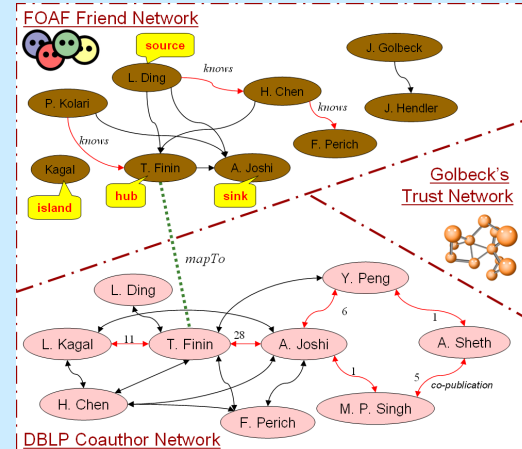 FOAF Friend Network
source
L. Ding
J. Golbeck
knows
H. Chen
P. Kolari
J. Hendler
knows
knows
F. Perich
Kagal
T. Finin
A. Joshi
Golbeck's
Trust Network
island
hub
sink
mapTo
Y. Peng
L. Ding
6
1
L. Kagal
11
T. Finin
28
A. Joshi
A. Sheth
1
5
co-publication
H. Chen
M. P. Singh
F. Perich
DBLP Coauthor Network